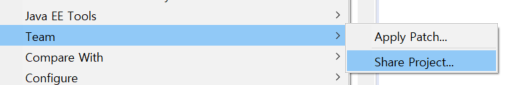 Java EE Tools >
Team >
Apply Patch...
Compare With >
Share Project...
Configure >